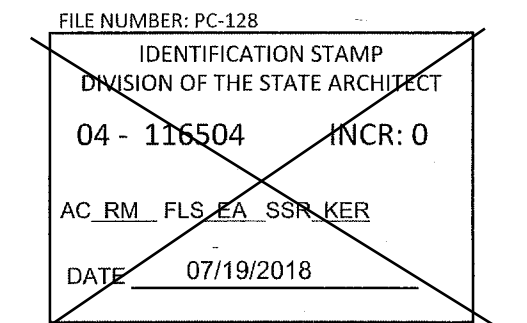 FILE NUMBER: PC-128
IDENTIFICATION STAMP
DIVISION OF THE STATE ARCHITECT
04 - 116504 INCR: 0
AC RM FLS EA SSR KER
DATE 07/19/2018